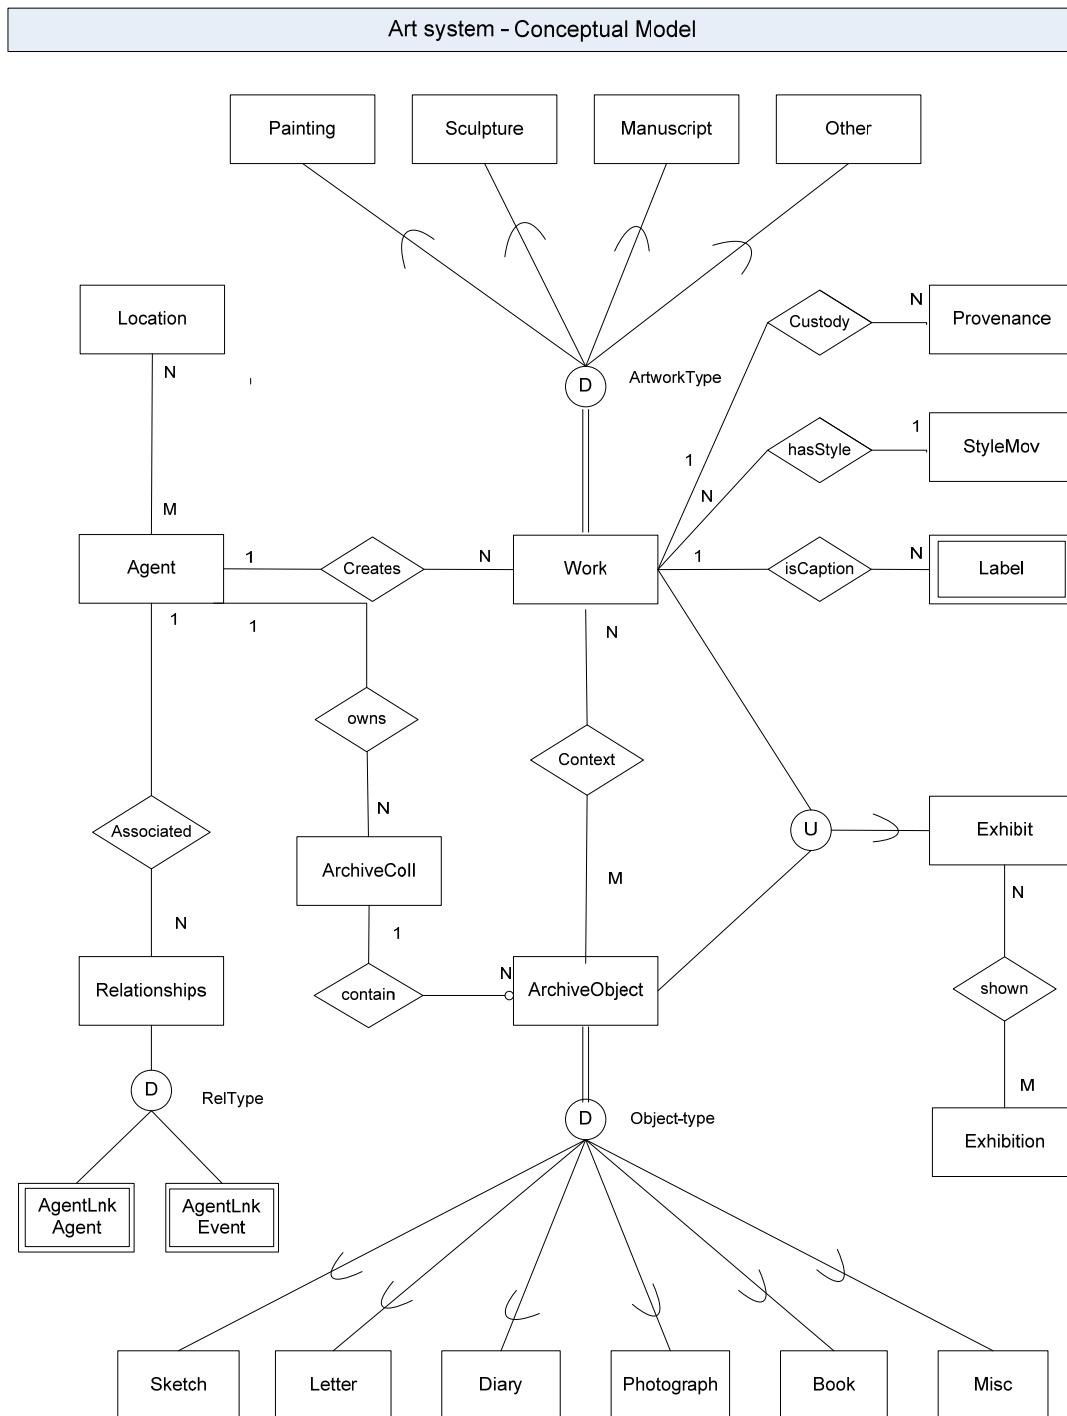 Art system – Conceptual Model
Painting
Sculpture
Manuscript
Other
Location
Custody
N
Provenance
N
D
ArtworkType
1
hasStyle
1
StyleMov
N
M
Agent
1
Creates
N
Work
1
isCaption
N
Label
1
1
N
owns
Context
N
Associated
U
Exhibit
ArchiveColl
M
N
N
1
Relationships
contain
N
ArchiveObject
shown
D
RelType
M
D
Object-type
Exhibition
AgentLnk
Agent
AgentLnk
Event
Sketch
Letter
Diary
Photograph
Book
Misc